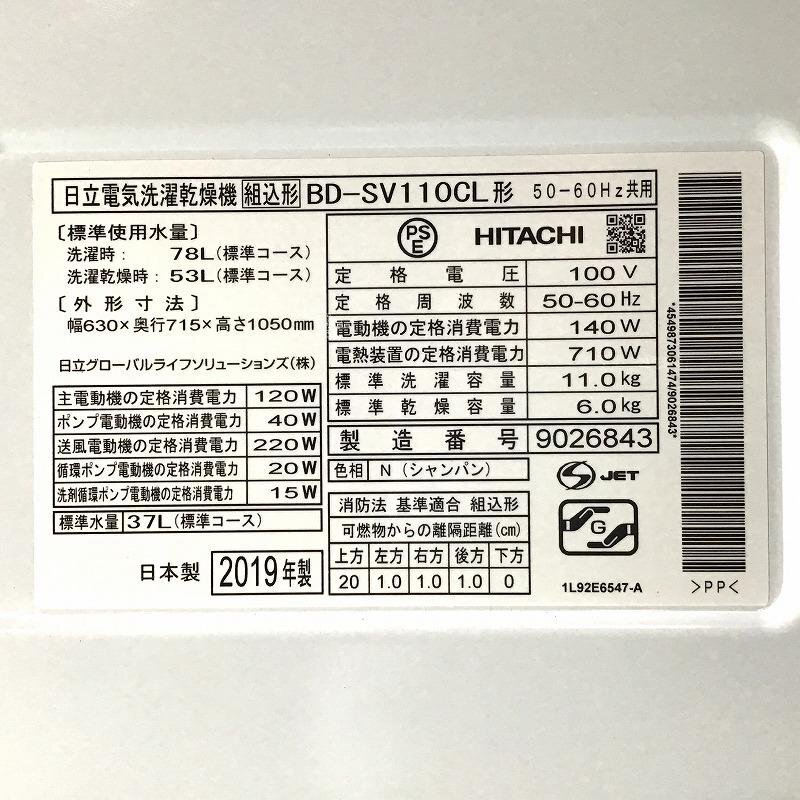 日立電気洗濯乾燥機 組込形 BD-SV110CL形 50-60Hz共用
〔標準使用水量〕
洗濯時： 78L(標準コース)
洗濯乾燥時： 53L(標準コース)
〔外形寸法〕
幅630×奥行715×高さ1050mm
日立グローバルライフソリューションズ(株)
主電動機の定格消費電力 120W
ポンプ電動機の定格消費電力 40W
送風電動機の定格消費電力 220W
循環ポンプ電動機の定格消費電力 20W
洗剤循環ポンプ電動機の定格消費電力 15W
標準水量 37L(標準コース)
日本製 2019年製
PS E HITACHI
定格電圧 100V
定格周波数 50-60Hz
電動機の定格消費電力 140W
電熱装置の定格消費電力 710W
標準洗濯容量 11.0kg
標準乾燥容量 6.0kg
製造番号 9026843
色相 N(シャンパン)
S JET
消防法 基準適合 組込形
可燃物からの離隔距離(cm)
上方 左方 右方 後方 下方
20 1.0 1.0 1.0 0
G
1L92E6547-A
*4549873061474/9026843*
>PP<